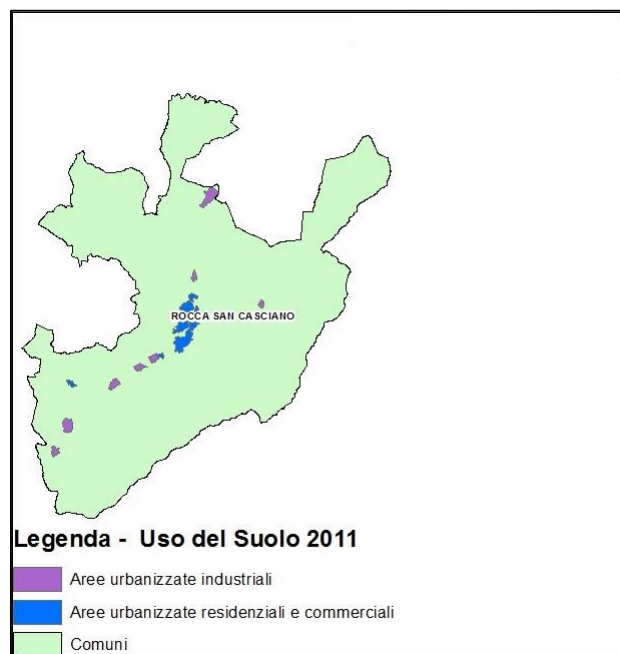 ROCCA SAN CASCIANO
Legenda - Uso del Suolo 2011
Aree urbanizzate industriali
Aree urbanizzate residenziali e commerciali
Comuni